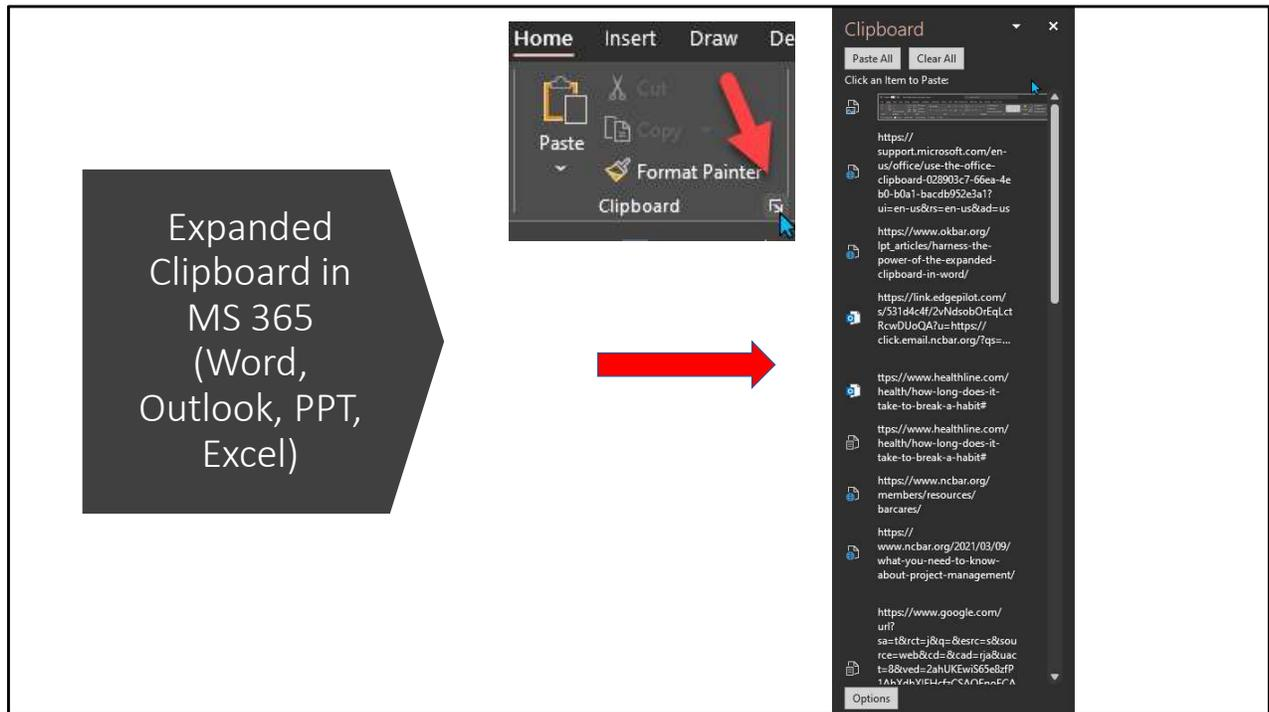 Expanded
Clipboard in
MS 365
(Word,
Outlook, PPT,
Excel)
Home Insert Draw De
Cut
Copy
Paste
Format Painter
Clipboard
Clipboard
Paste All Clear All
Click an Item to Paste:
https://
support.microsoft.com/en-
us/office/use-the-office-
clipboard-028903c7-66ea-4e
b0-b0a1-bacdb952e3a1?
ui=en-us&rs=en-us&ad=us
https://www.okbar.org/
lpt_articles/harness-the-
power-of-the-expanded-
clipboard-in-word/
https://link.edgepilot.com/
s/531d4c4f/2vNdsobOrEqLct
RcwDUoQA?u=https://
click.email.ncbar.org/?qs=...
ttps://www.healthline.com/
health/how-long-does-it-
take-to-break-a-habit#
ttps://www.healthline.com/
health/how-long-does-it-
take-to-break-a-habit#
https://www.ncbar.org/
members/resources/
barcares/
https://
www.ncbar.org/2021/03/09/
what-you-need-to-know-
about-project-management/
https://www.google.com/
url?
sa=t&rct=j&q=&esrc=s&sou
rce=web&cd=&cad=rja&uac
t=8&ved=2ahUKEwiS65e8zfP
Options